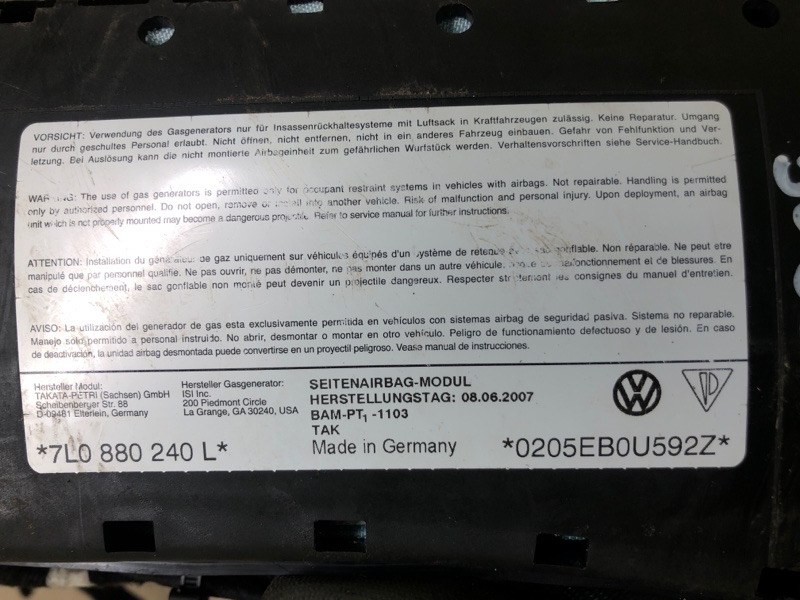 VORSICHT: Verwendung des Gasgenerators nur für Insassenrückhaltesysteme mit Luftsack in Kraftfahrzeugen zulässig. Keine Reparatur. Umgang
nur durch geschultes Personal erlaubt. Nicht öffnen, nicht entfernen, nicht in ein anderes Fahrzeug einbauen. Gefahr von Fehlfunktion und Ver-
letzung. Bei Auslösung kann die nicht montierte Airbageinheit zum gefährlichen Wurfstück werden. Verhaltensvorschriften siehe Service-Handbuch.
The use of gas generators is permitted only for occupant restraint systems in vehicles with airbags. Not repairable. Handling is permitted
only by authorized personnel. Do not open, remove or install into another vehicle. Risk of malfunction and personal injury. Upon deployment, an airbag
unit which is not properly mounted may become a dangerous projectile. Refer to service manual for further instructions.
ATTENTION: Installation du générateur de gaz uniquement sur véhicules équipés d'un système de retenue gonflable. Non réparable. Ne peut etre
manipulé que par personnel qualifie. Ne pas ouvrir, ne pas démonter, ne pas monter dans un autre véhicule. et de blessures. En
cas de déclenchement, le sac gonflable non monté peut devenir un projectile dangereux. Respecter strictement les consignes du manuel d'entretien.
AVISO: La utilización del generador de gas esta exclusivamente permitida en vehiculos con sistemas airbag de seguridad pasiva. Sistema no reparable.
Manejo solo permitido a personal instruido. No abrir, desmontar o montar en otro vehículo. Peligro de funcionamiento defectuoso y de lesión. En caso
de deactivación, la unidad airbag desmontada puede convertirse en un proyectil peligroso. Vease manual de instrucciones.
Hersteller Modul:
TAKATA-PETRI (Sachsen) GmbH
Scheibenberger Str. 88
D-09481 Elterlein, Germany
Hersteller Gasgenerator:
ISI Inc.
200 Piedmont Circle
La Grange, GA 30240, USA
SEITENAIRBAG-MODUL
HERSTELLUNGSTAG: 08.06.2007
BAM-PT₁ -1103
TAK
Made in Germany
*7L0 880 240 L*
*0205EB0U592Z*